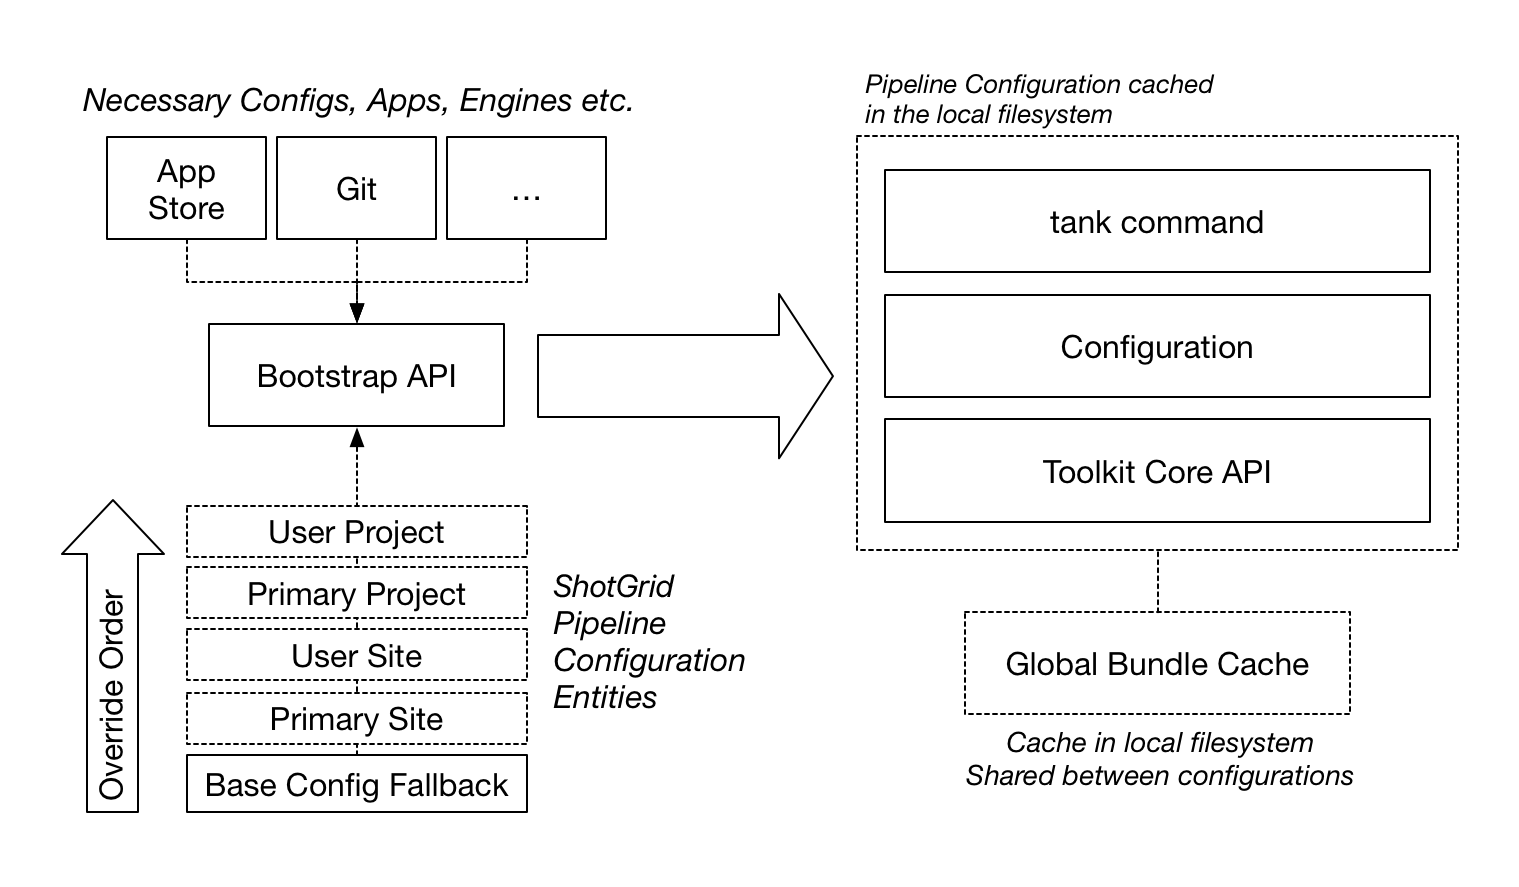 Necessary Configs, Apps, Engines etc.
App
Store
Git
...
Bootstrap API
User Project
Primary Project
User Site
Primary Site
Base Config Fallback
Override Order
ShotGrid
Pipeline
Configuration
Entities
Pipeline Configuration cached
in the local filesystem
tank command
Configuration
Toolkit Core API
Global Bundle Cache
Cache in local filesystem
Shared between configurations